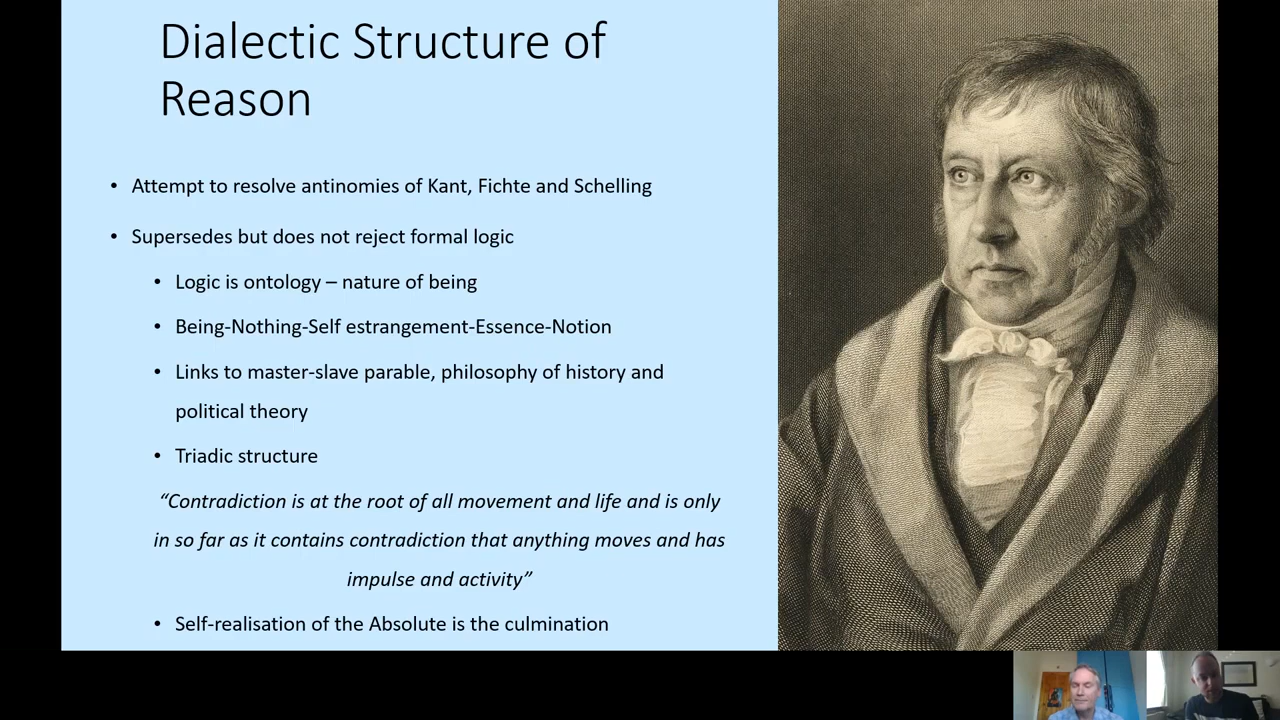 Dialectic Structure of
Reason
• Attempt to resolve antinomies of Kant, Fichte and Schelling
• Supersedes but does not reject formal logic
• Logic is ontology – nature of being
• Being-Nothing-Self estrangement-Essence-Notion
• Links to master-slave parable, philosophy of history and
political theory
• Triadic structure
“Contradiction is at the root of all movement and life and is only
in so far as it contains contradiction that anything moves and has
impulse and activity”
• Self-realisation of the Absolute is the culmination